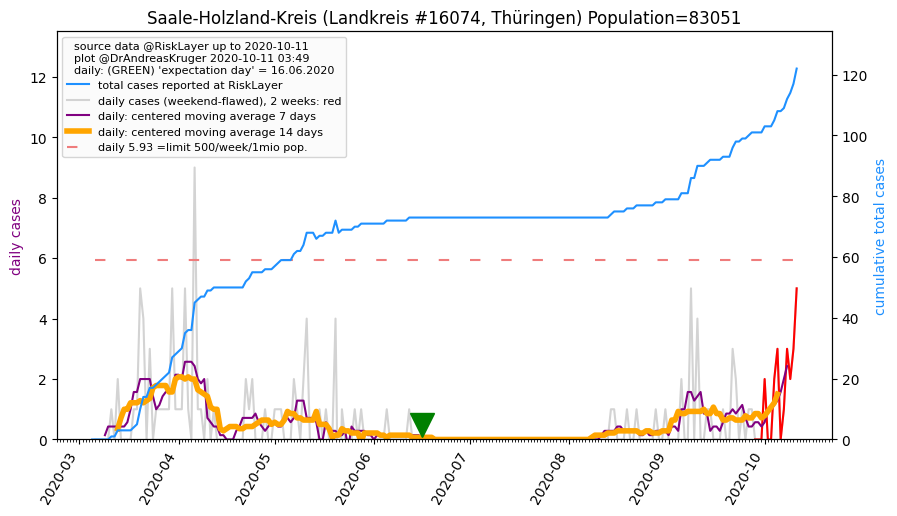 Saale-Holzland-Kreis (Landkreis #16074, Thüringen) Population=83051
source data @RiskLayer up to 2020-10-11
plot @DrAndreasKruger 2020-10-11 03:49
daily: (GREEN) 'expectation day' = 16.06.2020
total cases reported at RiskLayer
daily cases (weekend-flawed), 2 weeks: red
daily: centered moving average 7 days
daily: centered moving average 14 days
daily 5.93 =limit 500/week/1mio pop.
daily cases
12
10
8
6
4
2
0
cumulative total cases
120
100
80
60
40
20
0
2020-03
2020-04
2020-05
2020-06
2020-07
2020-08
2020-09
2020-10